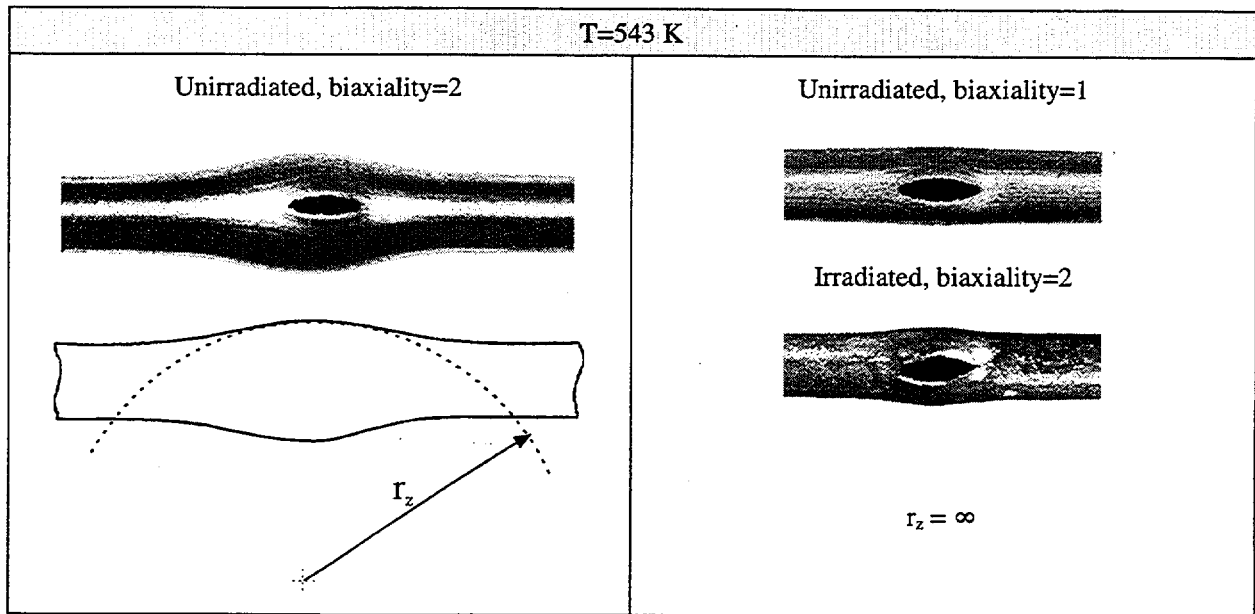 T=543 K
Unirradiated, biaxiality=2
r_z
Unirradiated, biaxiality=1
Irradiated, biaxiality=2
r_z = ∞